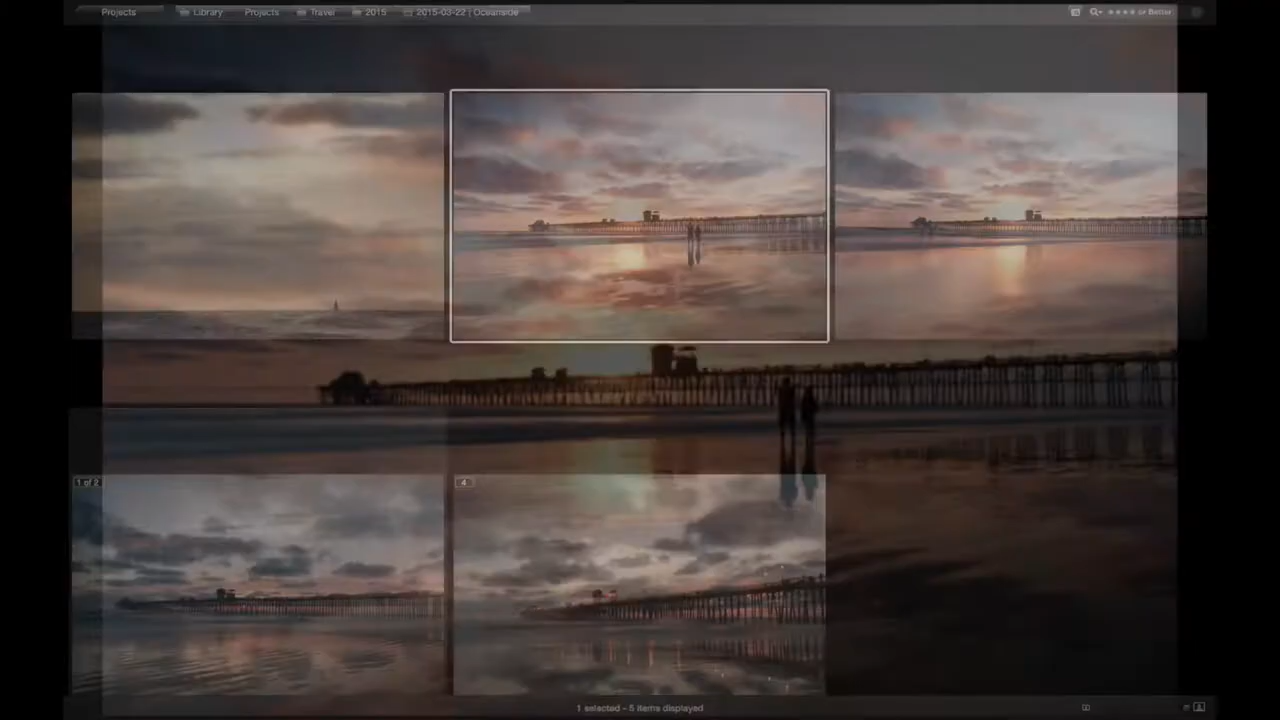 Projects Library Projects Travel 2015 2015-03-22 | Oceanside or Better
1 of 2 4
1 selected - 5 items displayed